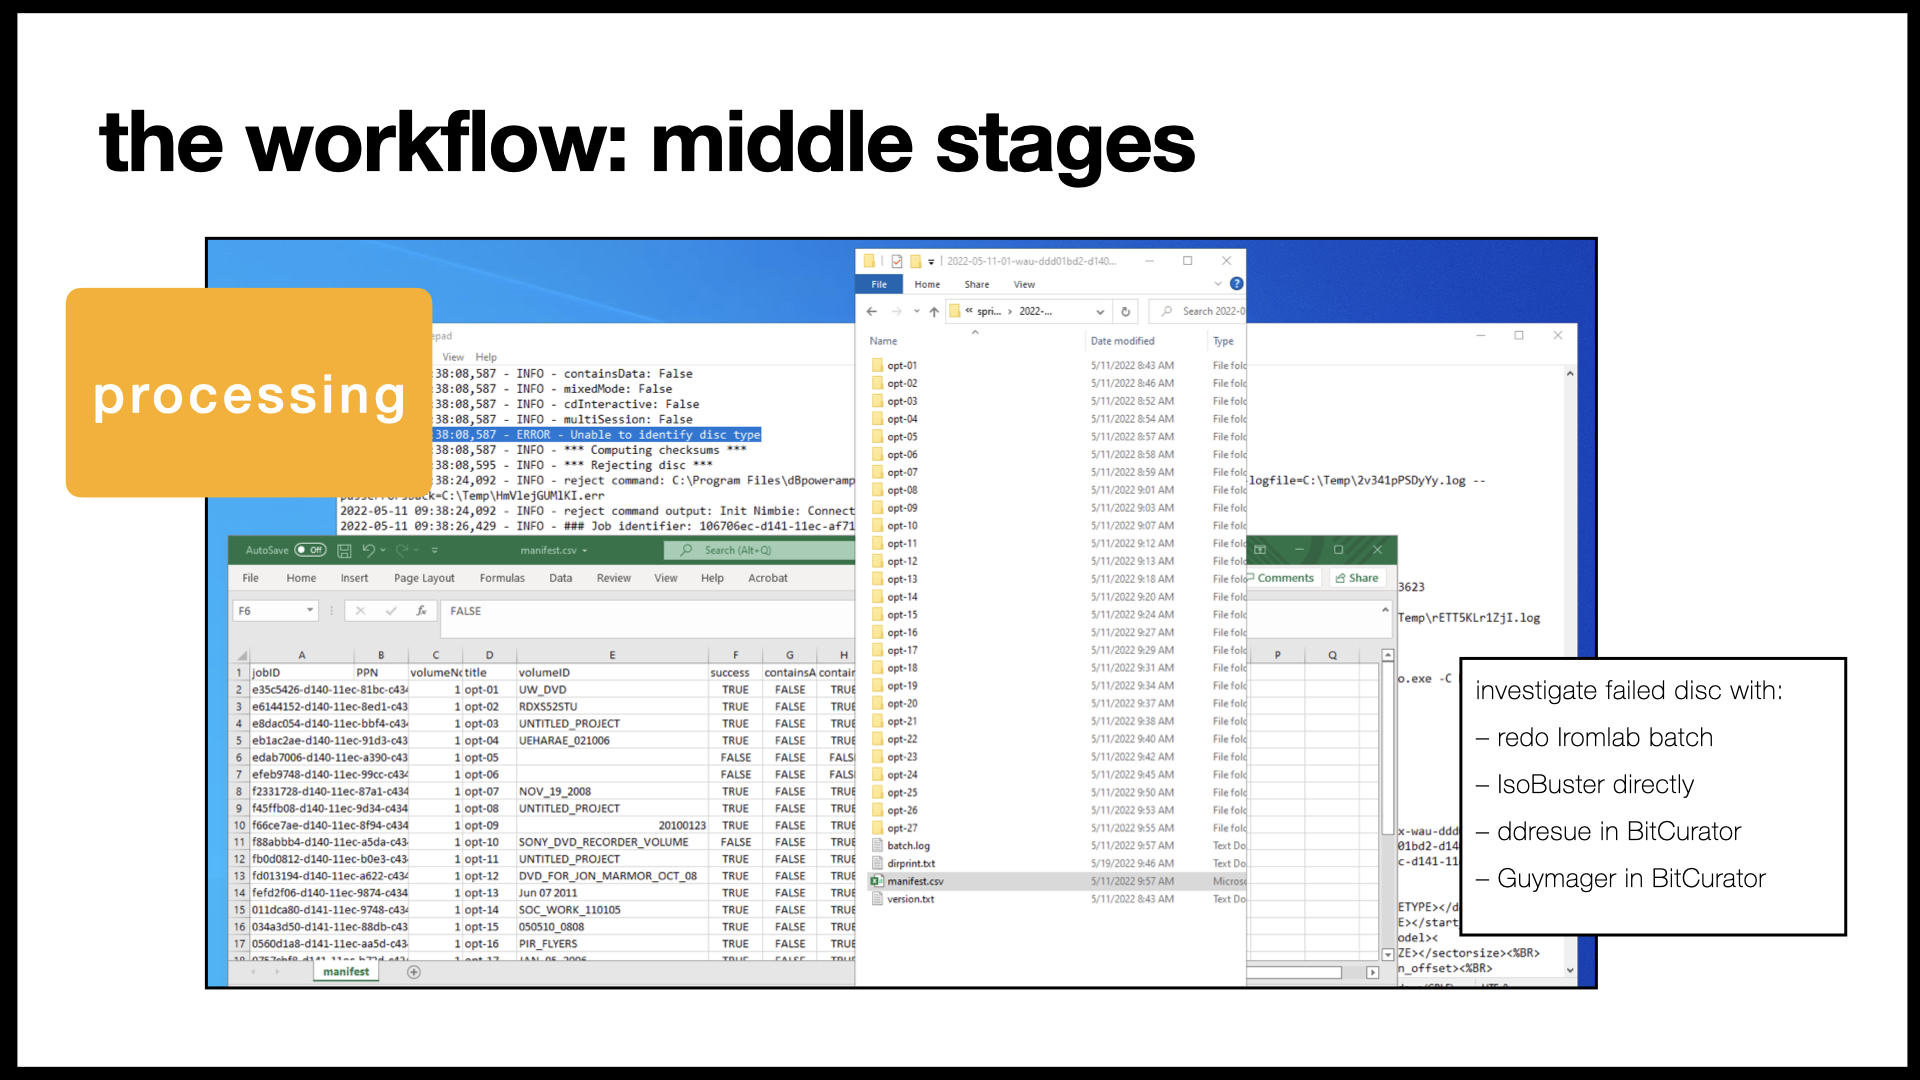 the workflow: middle stages
processing
epad
View Help
38:08,587 - INFO - containsData: False
38:08,587 - INFO - mixedMode: False
38:08,587 - INFO - cdInteractive: False
38:08,587 - INFO - multiSession: False
38:08,587 - ERROR - Unable to identify disc type
38:08,587 - INFO - *** Computing checksums ***
38:08,595 - INFO - *** Rejecting disc ***
38:24,092 - INFO - reject command: C:\Program Files\dBpoweramp
logfile=C:\Temp\2v341pPSDyYy.log --
2022-05-11 09:38:24,092 - INFO - reject command output: Init Nimbie: Connect
2022-05-11 09:38:26,429 - INFO - ### Job identifier: 106706ec-d141-11ec-af71
3623
Temp\rETT5KLr1ZjI.log
o.exe -C
x-wau-ddd
01bd2-d14
c-d141-11
ETYPE></d
E></start
odel><
ZE></sectorsize><%BR>
n_offset><%BR>
2022-05-11-01-wau-ddd01bd2-d140...
File Home Share View
« spri... › 2022-...
Search 2022-0
Name Date modified Type
opt-01 5/11/2022 8:43 AM File fold
opt-02 5/11/2022 8:46 AM File fold
opt-03 5/11/2022 8:52 AM File fold
opt-04 5/11/2022 8:54 AM File fold
opt-05 5/11/2022 8:57 AM File fold
opt-06 5/11/2022 8:58 AM File fold
opt-07 5/11/2022 8:59 AM File fold
opt-08 5/11/2022 9:01 AM File fold
opt-09 5/11/2022 9:03 AM File fold
opt-10 5/11/2022 9:07 AM File fold
opt-11 5/11/2022 9:12 AM File fold
opt-12 5/11/2022 9:13 AM File fold
opt-13 5/11/2022 9:18 AM File fold
opt-14 5/11/2022 9:20 AM File fold
opt-15 5/11/2022 9:24 AM File fold
opt-16 5/11/2022 9:27 AM File fold
opt-17 5/11/2022 9:29 AM File fold
opt-18 5/11/2022 9:31 AM File fold
opt-19 5/11/2022 9:34 AM File fold
opt-20 5/11/2022 9:37 AM File fold
opt-21 5/11/2022 9:38 AM File fold
opt-22 5/11/2022 9:40 AM File fold
opt-23 5/11/2022 9:42 AM File fold
opt-24 5/11/2022 9:45 AM File fold
opt-25 5/11/2022 9:50 AM File fold
opt-26 5/11/2022 9:53 AM File fold
opt-27 5/11/2022 9:55 AM File fold
batch.log 5/11/2022 9:57 AM Text Do
dirprint.txt 5/19/2022 9:46 AM Text Do
manifest.csv 5/11/2022 9:57 AM Microso
version.txt 5/11/2022 8:43 AM Text Do
AutoSave Off manifest.csv Search (Alt+Q)
File Home Insert Page Layout Formulas Data Review View Help Acrobat Comments Share
F6 fx FALSE
A B C D E F G H P Q
1 jobID PPN volumeNo title volumeID success containsA contain
2 e35c5426-d140-11ec-81bc-c434 1 opt-01 UW_DVD TRUE FALSE TRUE
3 e6144152-d140-11ec-8ed1-c43 1 opt-02 RDXS52STU TRUE FALSE TRUE
4 e8dac054-d140-11ec-bbf4-c43 1 opt-03 UNTITLED_PROJECT TRUE FALSE TRUE
5 eb1ac2ae-d140-11ec-91d3-c43 1 opt-04 UEHARAE_021006 TRUE FALSE TRUE
6 edab7006-d140-11ec-a390-c43 1 opt-05 FALSE FALSE FALS
7 efeb9748-d140-11ec-99cc-c434 1 opt-06 FALSE FALSE FALS
8 f2331728-d140-11ec-87a1-c434 1 opt-07 NOV_19_2008 TRUE FALSE TRUE
9 f45ffb08-d140-11ec-9d34-c434 1 opt-08 UNTITLED_PROJECT TRUE FALSE TRUE
10 f66ce7ae-d140-11ec-8f94-c434 1 opt-09 20100123 TRUE FALSE TRUE
11 f88abbb4-d140-11ec-a5da-c43 1 opt-10 SONY_DVD_RECORDER_VOLUME FALSE FALSE TRUE
12 fb0d0812-d140-11ec-b0e3-c43 1 opt-11 UNTITLED_PROJECT TRUE FALSE TRUE
13 fd013194-d140-11ec-a622-c434 1 opt-12 DVD_FOR_JON_MARMOR_OCT_08 TRUE FALSE TRUE
14 fefd2f06-d140-11ec-9874-c434 1 opt-13 Jun 07 2011 TRUE FALSE TRUE
15 011dca80-d141-11ec-9748-c43 1 opt-14 SOC_WORK_110105 TRUE FALSE TRUE
16 034a3d50-d141-11ec-88db-c43 1 opt-15 050510_0808 TRUE FALSE TRUE
17 0560d1a8-d141-11ec-aa5d-c43 1 opt-16 PIR_FLYERS TRUE FALSE TRUE
manifest
investigate failed disc with:
– redo Iromlab batch
– IsoBuster directly
– ddresue in BitCurator
– Guymager in BitCurator